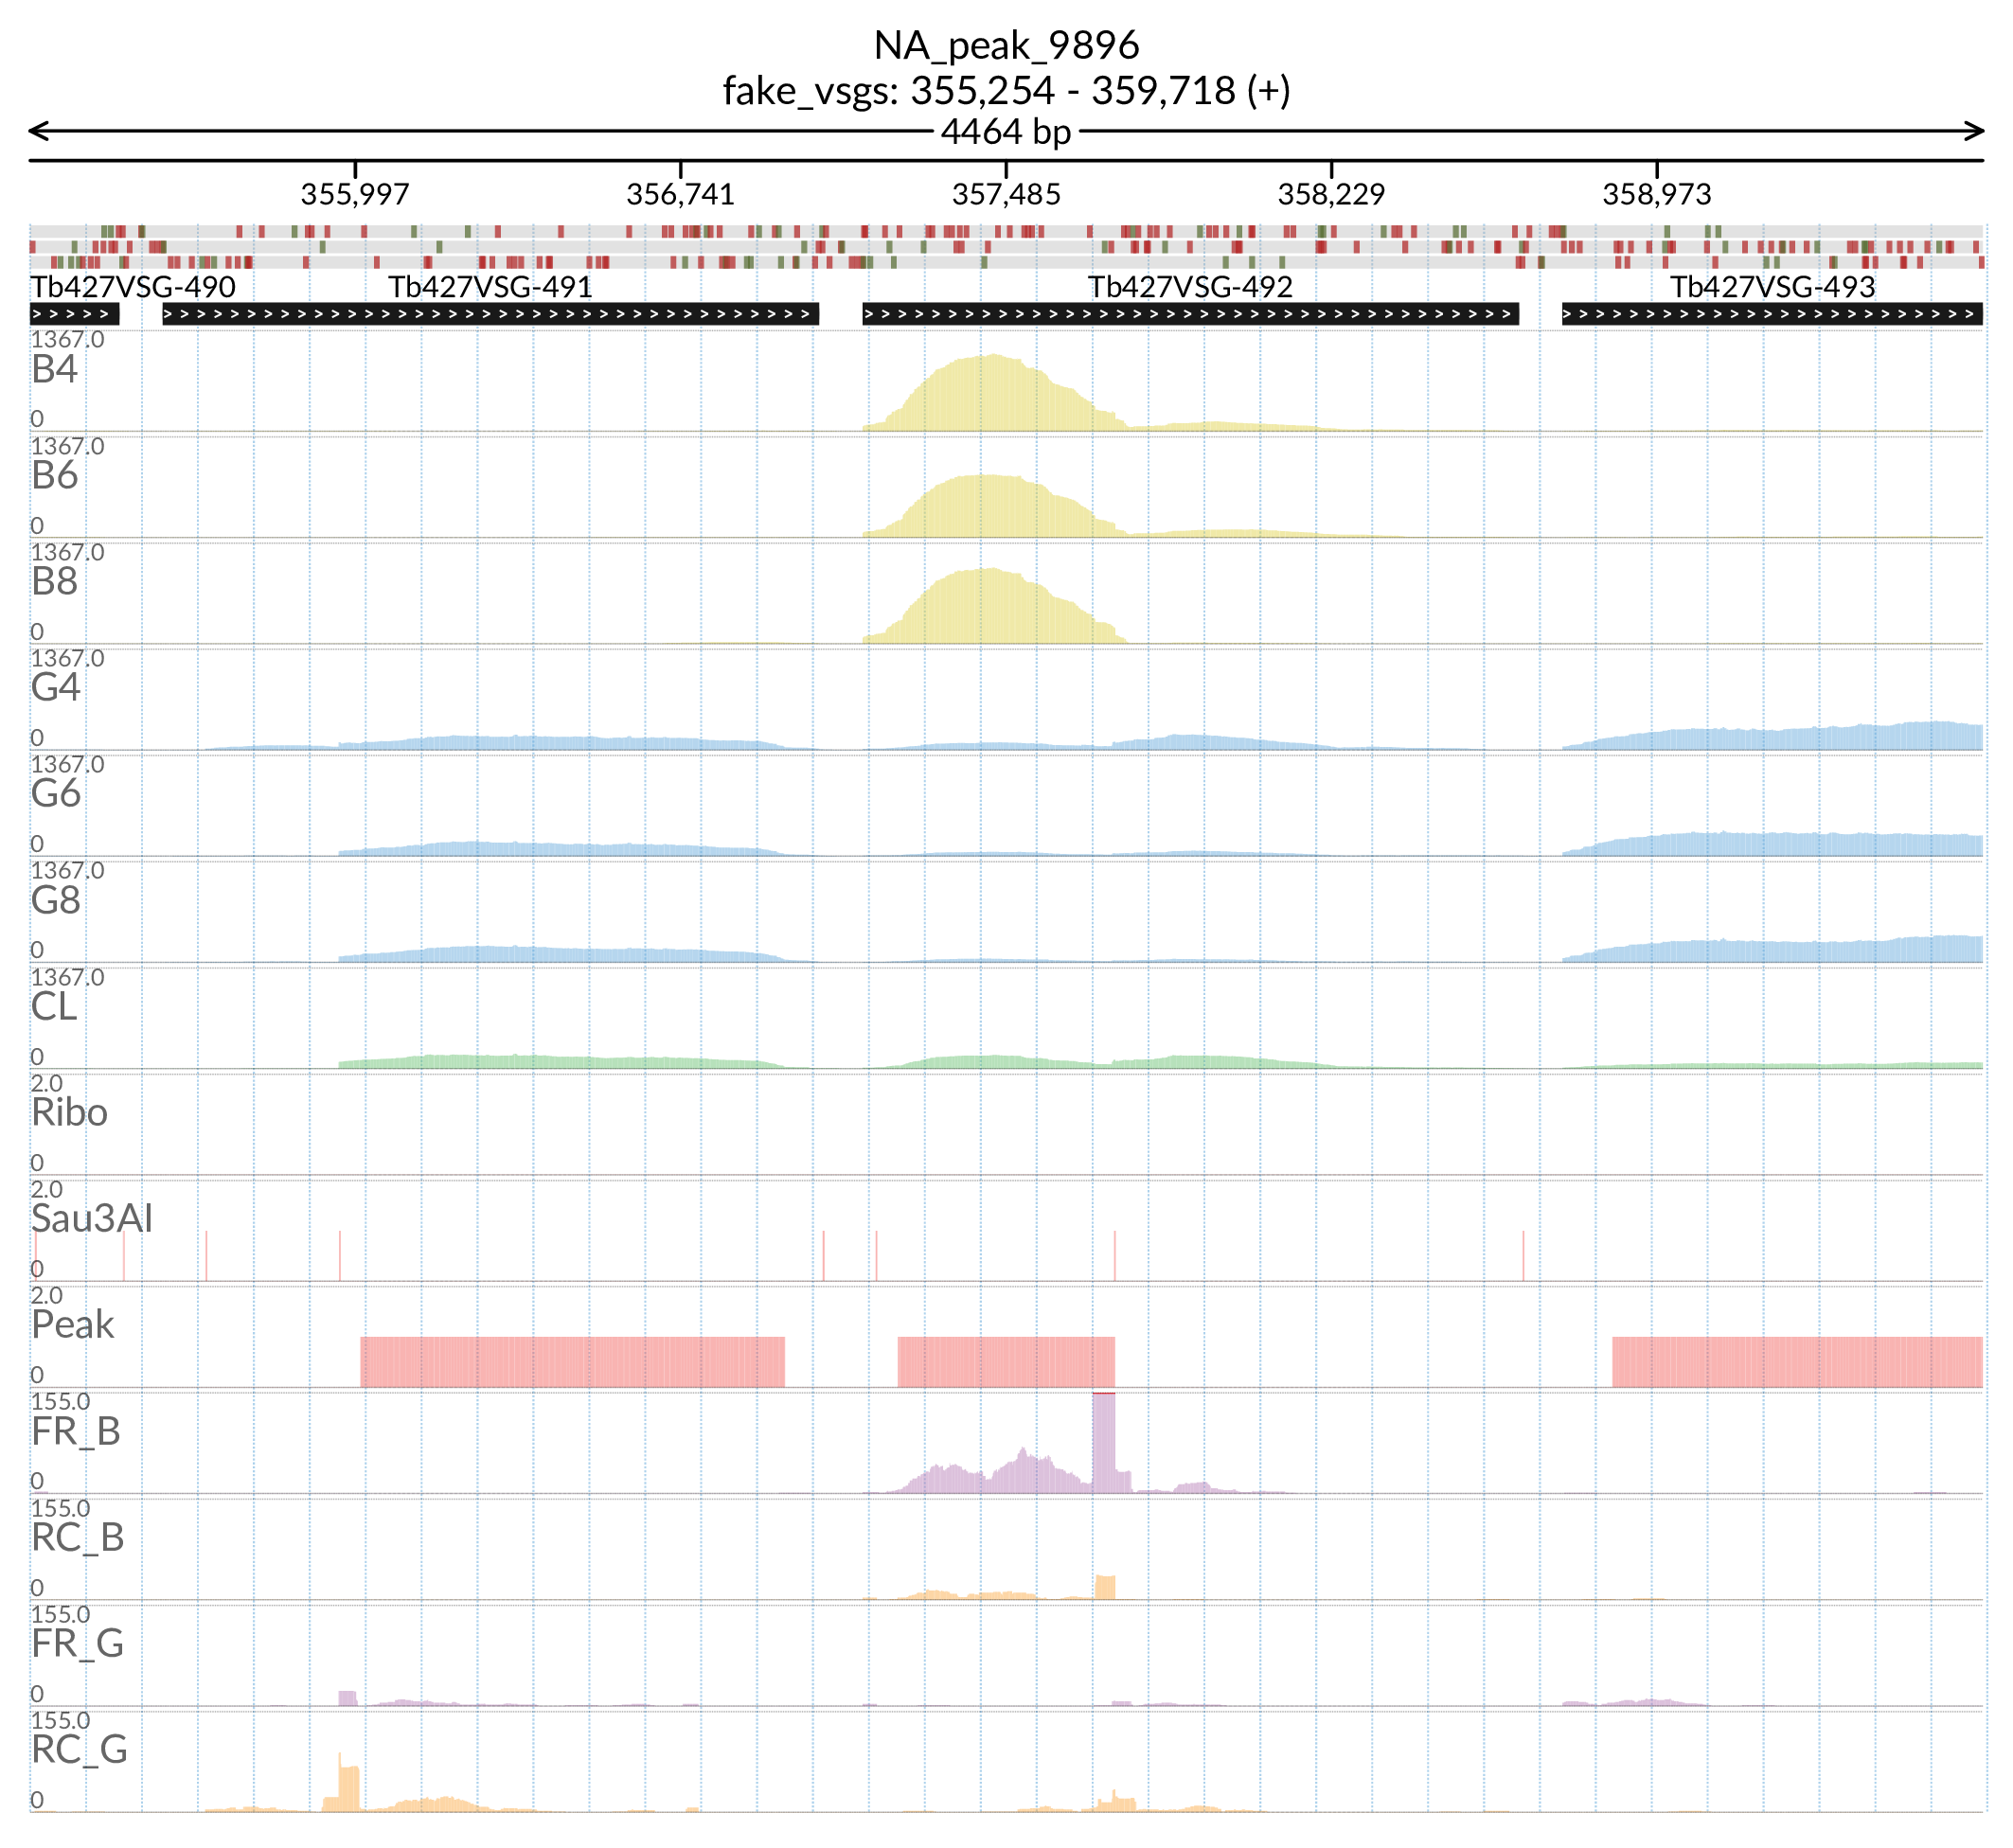 NA_peak_9896
fake_vsgs: 355,254 - 359,718 (+)
4464 bp
355,997 356,741 357,485 358,229 358,973
Tb427VSG-490 Tb427VSG-491 Tb427VSG-492 Tb427VSG-493
1367.0
B4
0
1367.0
B6
0
1367.0
B8
0
1367.0
G4
0
1367.0
G6
0
1367.0
G8
0
1367.0
CL
0
2.0
Ribo
0
2.0
Sau3AI
0
2.0
Peak
0
155.0
FR_B
0
155.0
RC_B
0
155.0
FR_G
0
155.0
RC_G
0